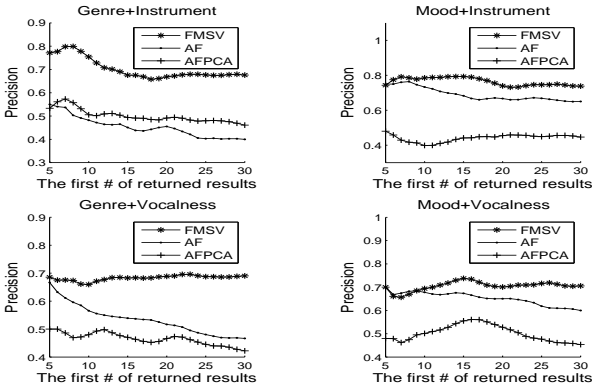 Genre+Instrument
0.9
0.8
0.7
0.6
0.5
0.4
0.3
Precision
FMSV
AF
AFPCA
5 10 15 20 25 30
The first # of returned results
Mood+Instrument
1
0.8
0.6
0.4
Precision
FMSV
AF
AFPCA
5 10 15 20 25 30
The first # of returned results
Genre+Vocalness
0.9
0.8
0.7
0.6
0.5
0.4
Precision
FMSV
AF
AFPCA
5 10 15 20 25 30
The first # of returned results
Mood+Vocalness
1
0.9
0.8
0.7
0.6
0.5
0.4
Precision
FMSV
AF
AFPCA
5 10 15 20 25 30
The first # of returned results